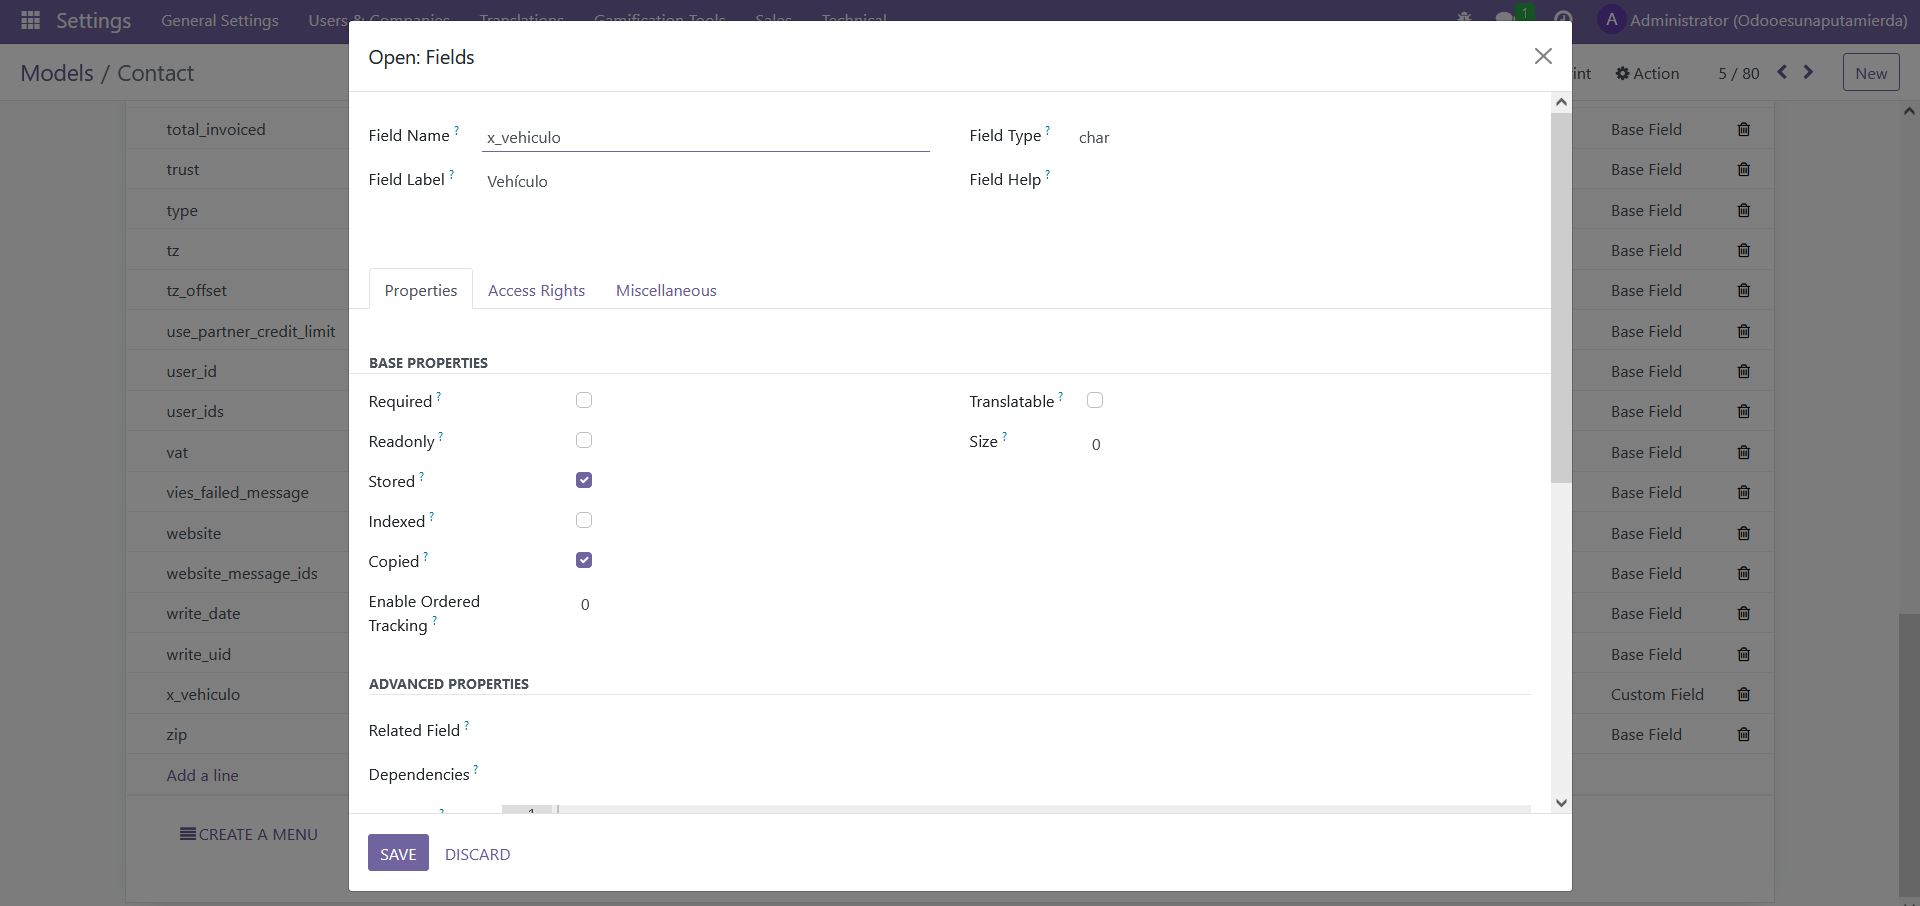 Settings General Settings Users & Companies Translations Gamification Tools Sales Technical 1 A Administrator (Odooesunaputamierda)
Models / Contact Action 5 / 80 New
Open: Fields
Field Name ? x_vehiculo Field Type ? char
Field Label ? Vehículo Field Help ?
Properties Access Rights Miscellaneous
BASE PROPERTIES
Required ? Translatable ?
Readonly ? Size ? 0
Stored ?
Indexed ?
Copied ?
Enable Ordered 0
Tracking ?
ADVANCED PROPERTIES
Related Field ?
Dependencies ?
? 1
SAVE DISCARD
total_invoiced Base Field
trust Base Field
type Base Field
tz Base Field
tz_offset Base Field
use_partner_credit_limit Base Field
user_id Base Field
user_ids Base Field
vat Base Field
vies_failed_message Base Field
website Base Field
website_message_ids Base Field
write_date Base Field
write_uid Base Field
x_vehiculo Custom Field
zip Base Field
Add a line
CREATE A MENU